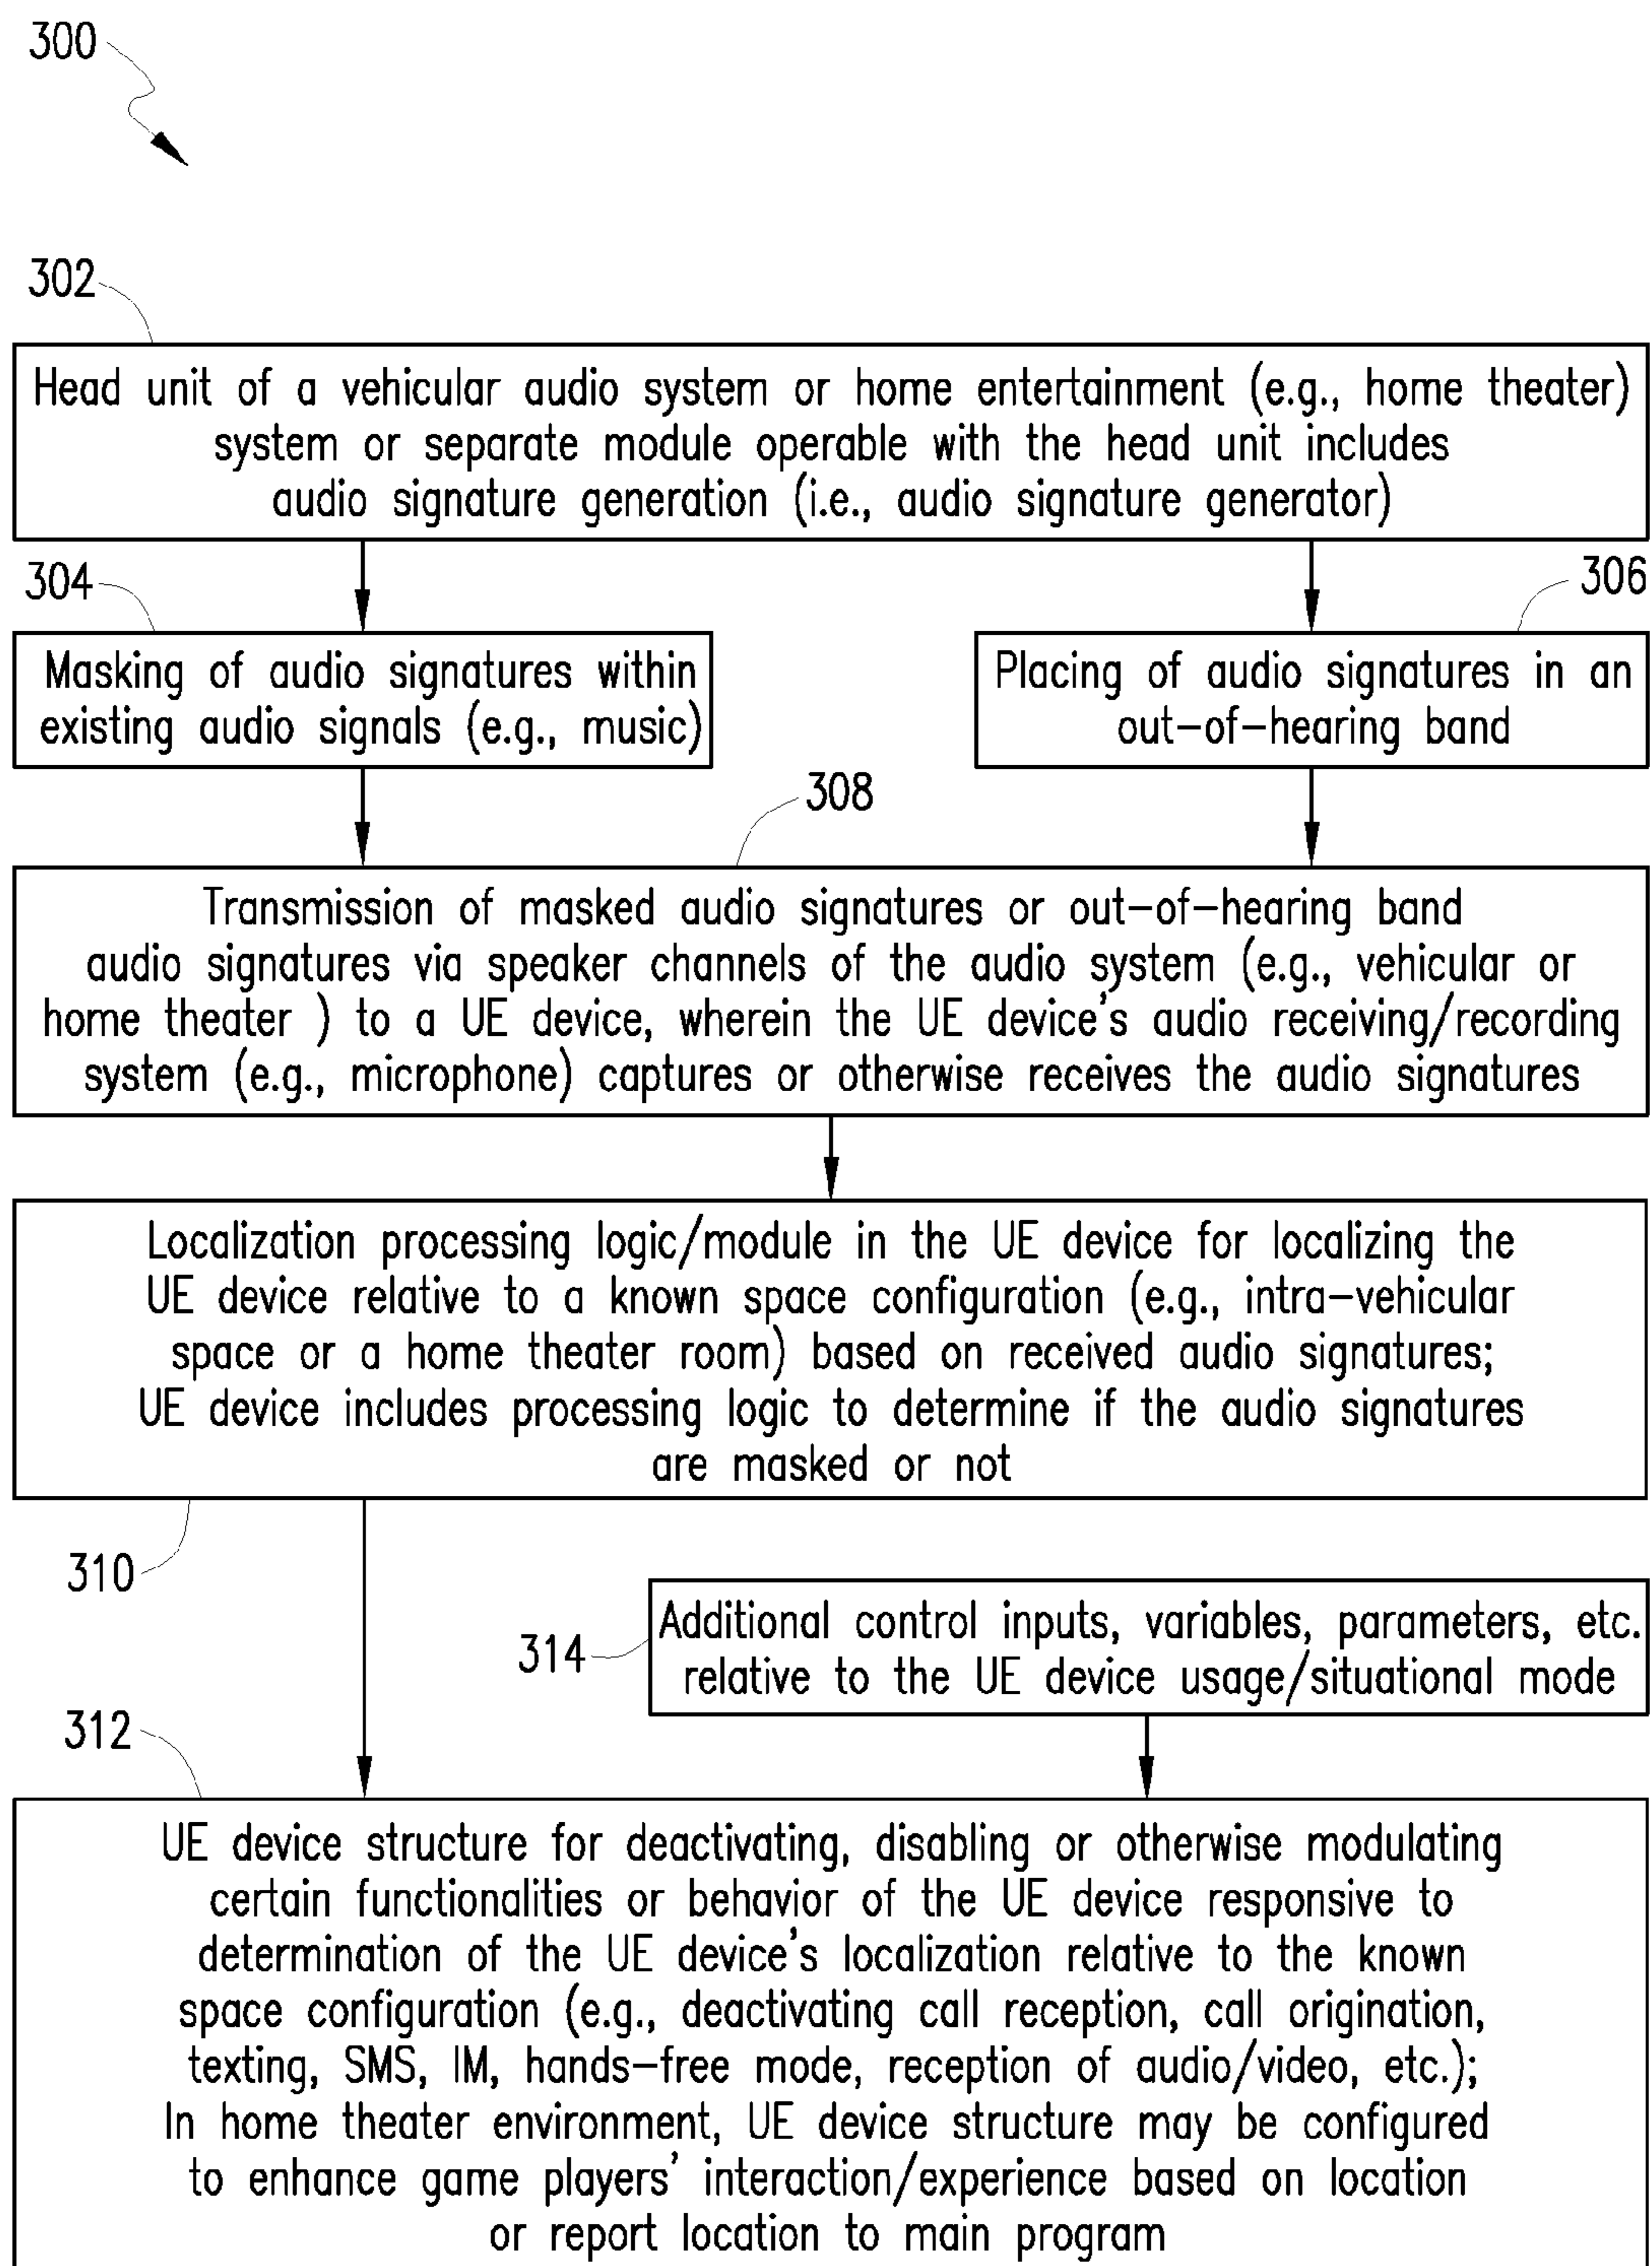 300
302
Head unit of a vehicular audio system or home entertainment (e.g., home theater)
system or separate module operable with the head unit includes
audio signature generation (i.e., audio signature generator)
304
306
Masking of audio signatures within
existing audio signals (e.g., music)
Placing of audio signatures in an
out-of-hearing band
308
Transmission of masked audio signatures or out-of-hearing band
audio signatures via speaker channels of the audio system (e.g., vehicular or
home theater ) to a UE device, wherein the UE device's audio receiving/recording
system (e.g., microphone) captures or otherwise receives the audio signatures
Localization processing logic/module in the UE device for localizing the
UE device relative to a known space configuration (e.g., intra-vehicular
space or a home theater room) based on received audio signatures;
UE device includes processing logic to determine if the audio signatures
are masked or not
310
314
Additional control inputs, variables, parameters, etc.
relative to the UE device usage/situational mode
312
UE device structure for deactivating, disabling or otherwise modulating
certain functionalities or behavior of the UE device responsive to
determination of the UE device's localization relative to the known
space configuration (e.g., deactivating call reception, call origination,
texting, SMS, IM, hands-free mode, reception of audio/video, etc.);
In home theater environment, UE device structure may be configured
to enhance game players' interaction/experience based on location
or report location to main program